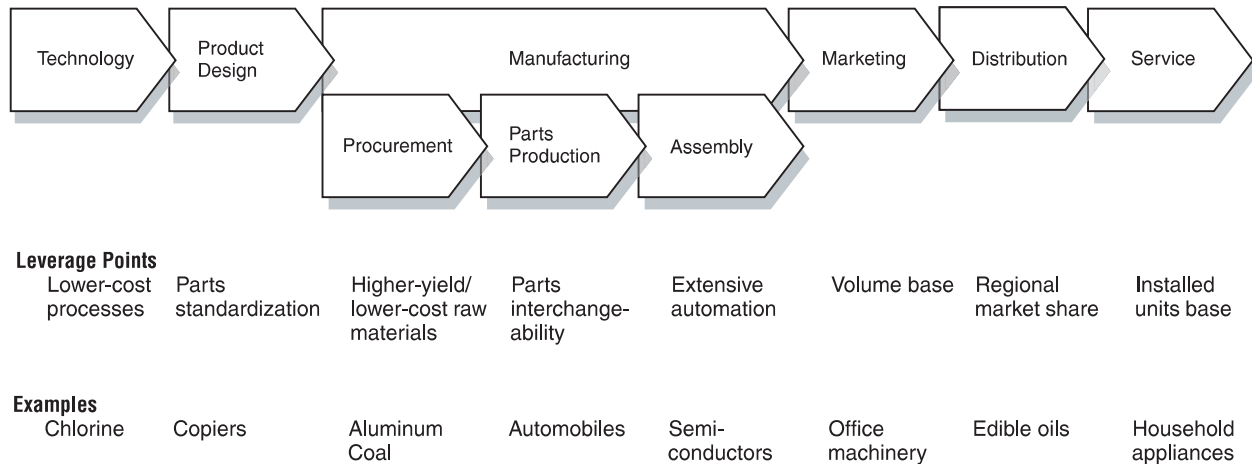 Technology
Product
Design
Manufacturing
Marketing
Distribution
Service
Procurement
Parts
Production
Assembly
Leverage Points
Lower-cost
processes
Parts
standardization
Higher-yield/
lower-cost raw
materials
Parts
interchange-
ability
Extensive
automation
Volume base
Regional
market share
Installed
units base
Examples
Chlorine
Copiers
Aluminum
Coal
Automobiles
Semi-
conductors
Office
machinery
Edible oils
Household
appliances